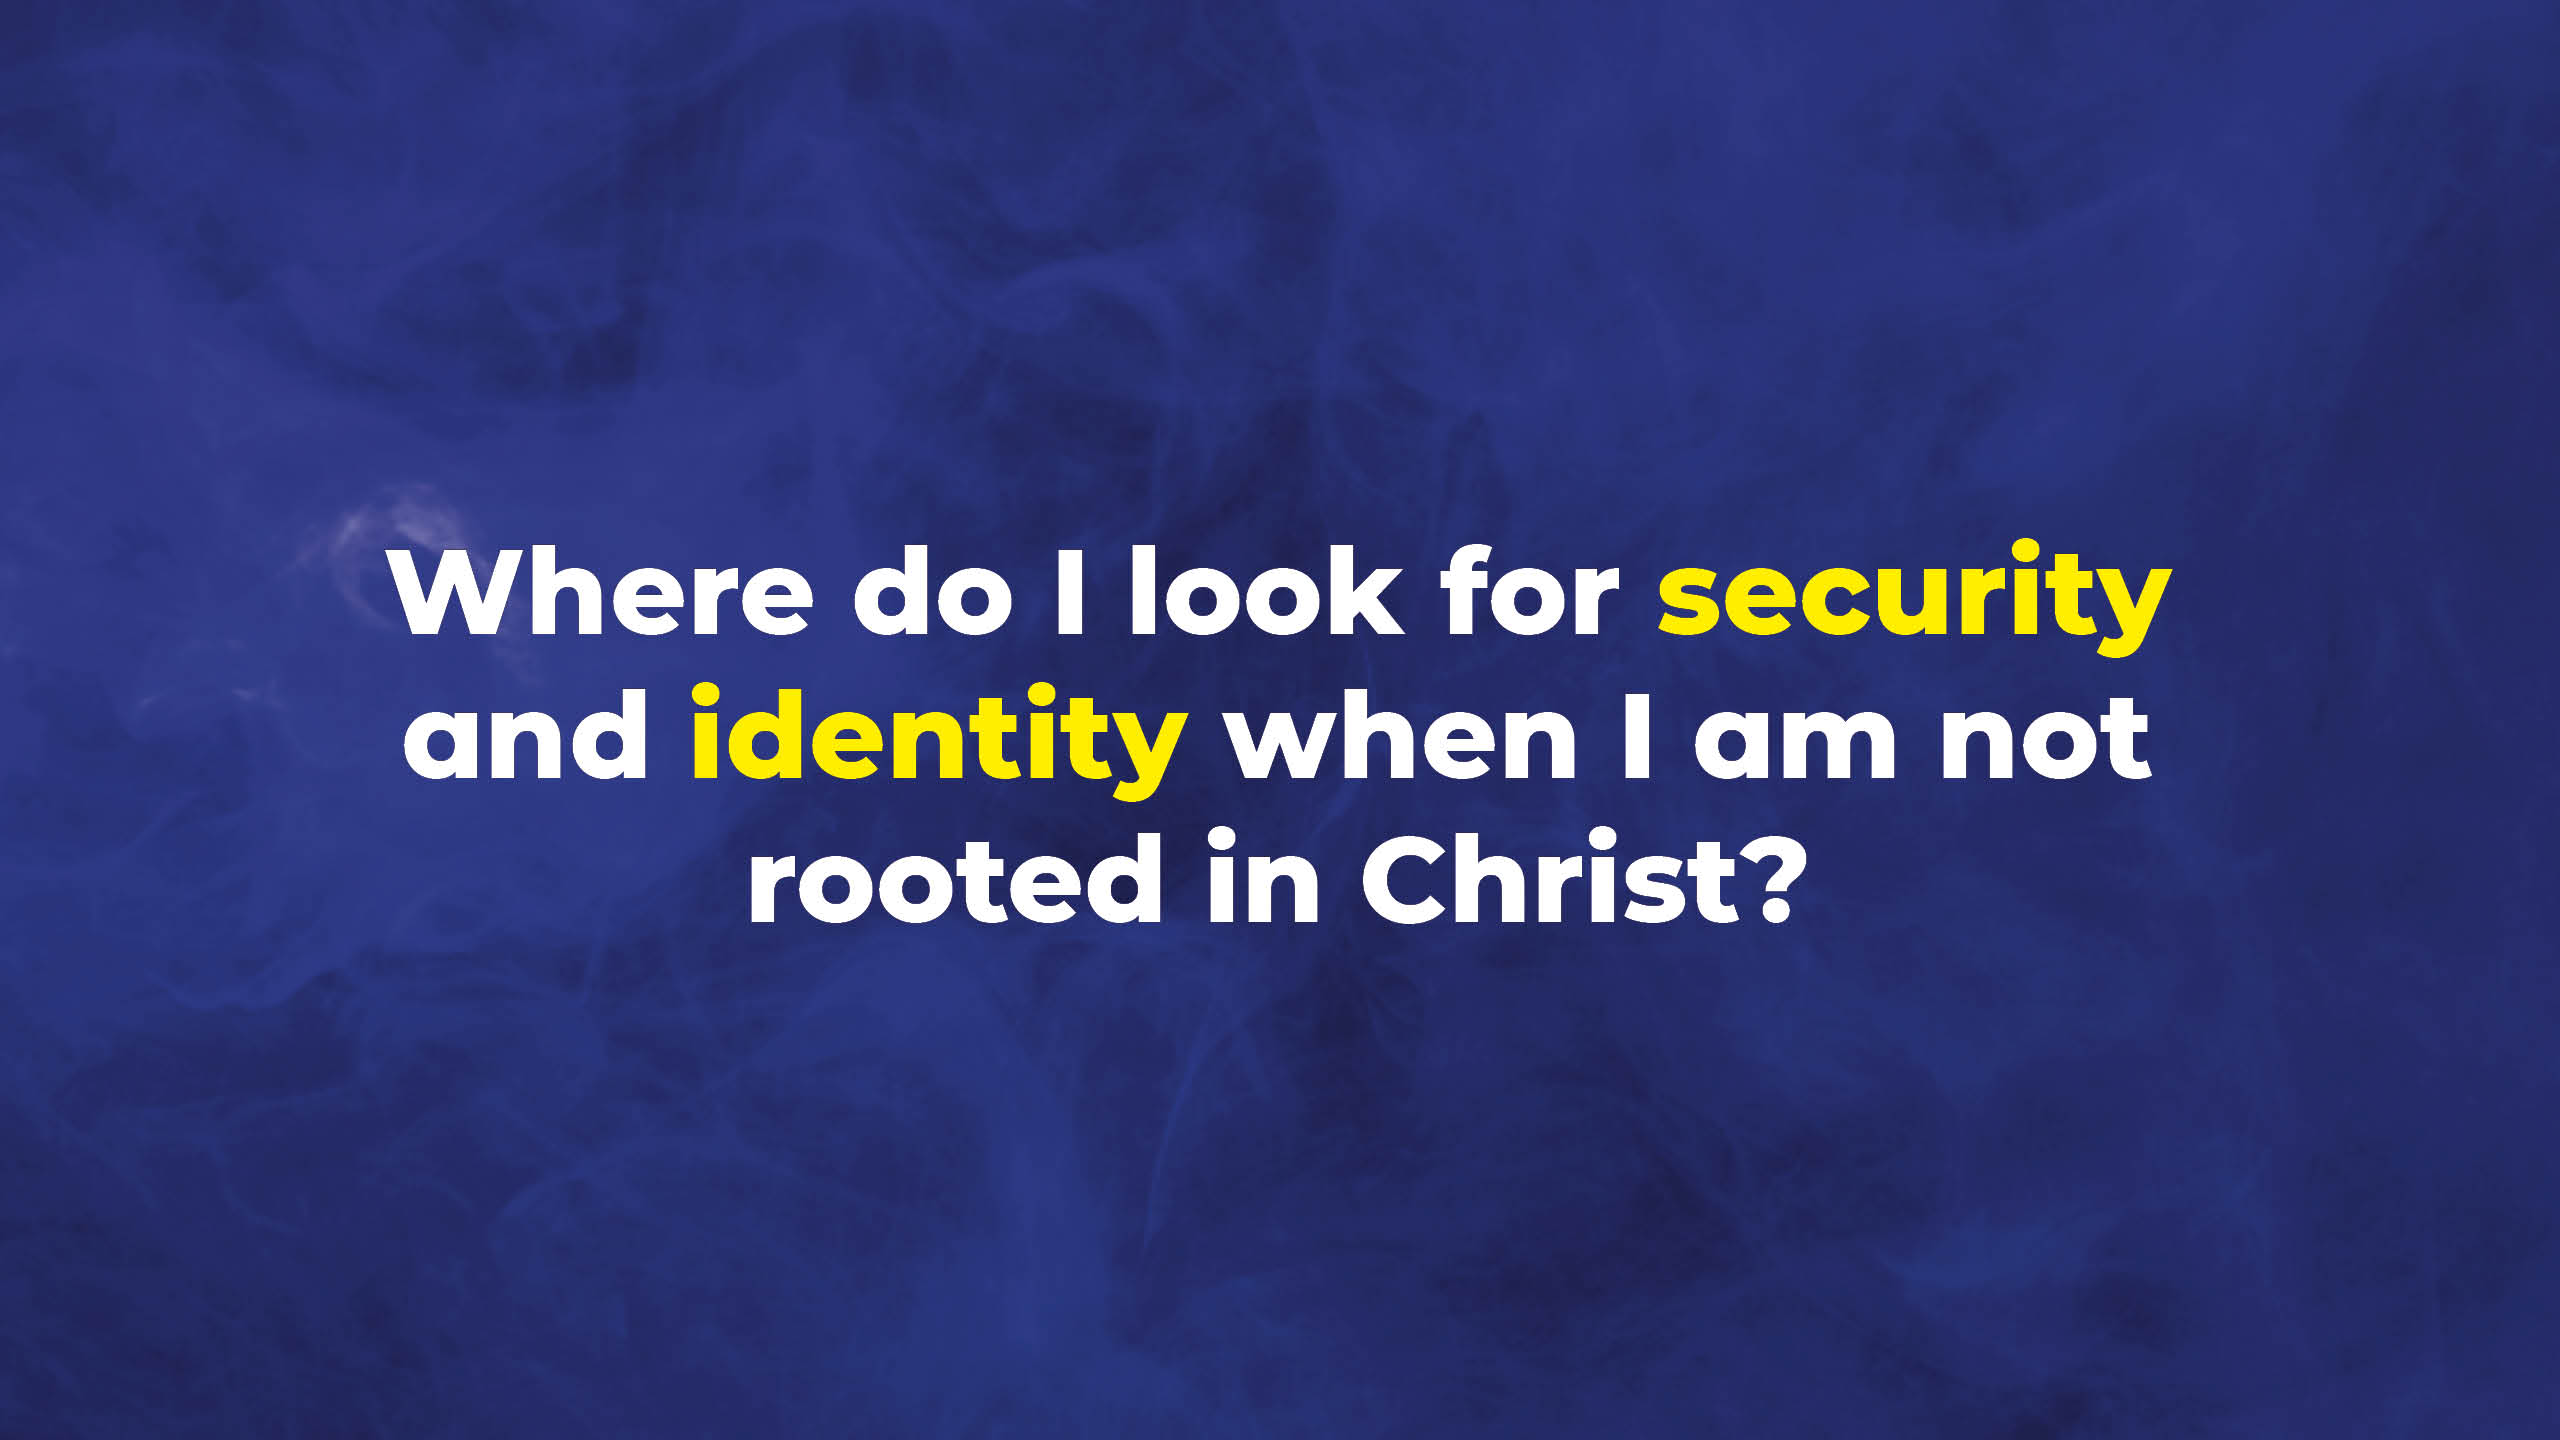 Where do I look for security
and identity when I am not
rooted in Christ?